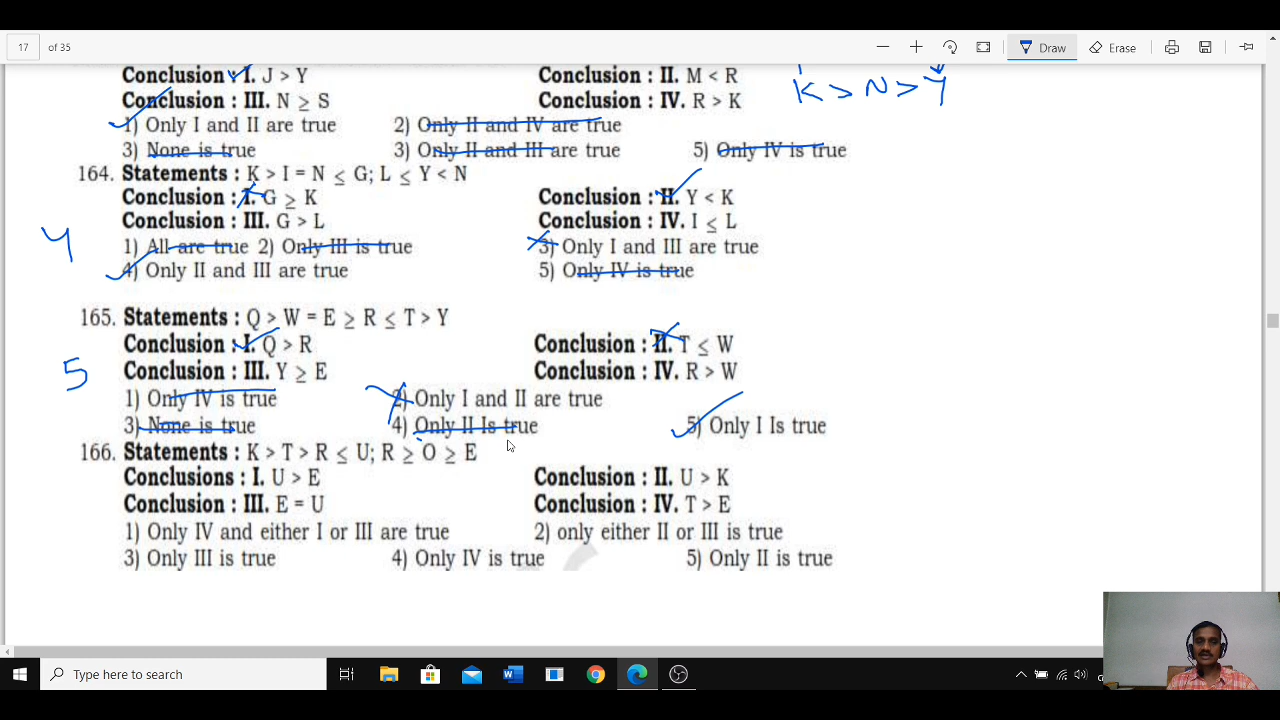 17 of 35
Draw
Erase
Conclusion : I. J > Y Conclusion : II. M < R
Conclusion : III. N ≥ S Conclusion : IV. R > K
K > N > Y
1) Only I and II are true 2) Only II and IV are true
3) None is true 3) Only II and III are true 5) Only IV is true
164. Statements : K > I = N ≤ G; L ≤ Y < N
Conclusion : I. G ≥ K Conclusion : II. Y < K
Conclusion : III. G > L Conclusion : IV. I ≤ L
4
1) All are true 2) Only III is true 3) Only I and III are true
4) Only II and III are true 5) Only IV is true
165. Statements : Q > W = E ≥ R ≤ T > Y
Conclusion : I. Q > R Conclusion : II. T ≤ W
5
Conclusion : III. Y ≥ E Conclusion : IV. R > W
1) Only IV is true 2) Only I and II are true
3) None is true 4) Only II Is true 5) Only I Is true
166. Statements : K > T > R ≤ U; R ≥ O ≥ E
Conclusions : I. U > E Conclusion : II. U > K
Conclusion : III. E = U Conclusion : IV. T > E
1) Only IV and either I or III are true 2) only either II or III is true
3) Only III is true 4) Only IV is true 5) Only II is true
Type here to search